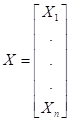 X = [ X₁
.
.
.
Xₙ ]